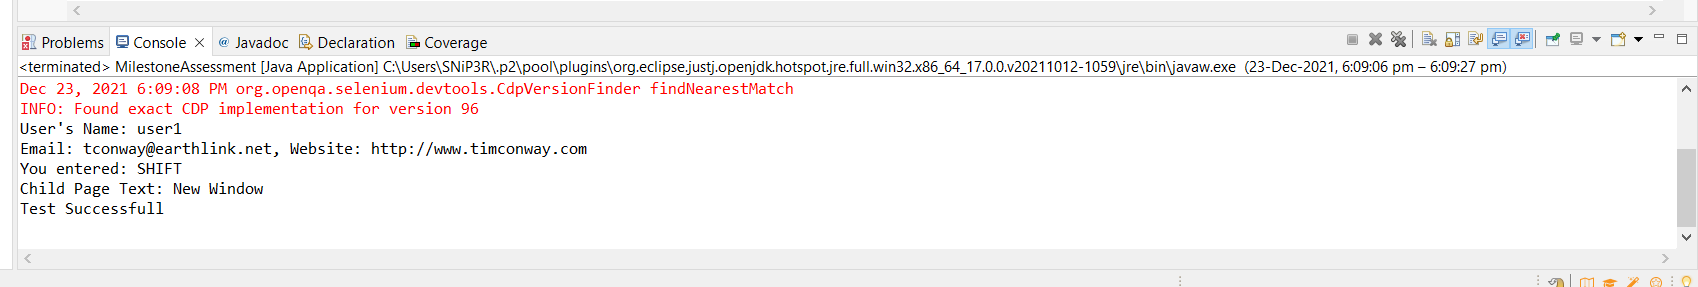 Problems Console Javadoc Declaration Coverage
<terminated> MilestoneAssessment [Java Application] C:\Users\SNiP3R\.p2\pool\plugins\org.eclipse.justj.openjdk.hotspot.jre.full.win32.x86_64_17.0.0.v20211012-1059\jre\bin\javaw.exe (23-Dec-2021, 6:09:06 pm – 6:09:27 pm)
Dec 23, 2021 6:09:08 PM org.openqa.selenium.devtools.CdpVersionFinder findNearestMatch
INFO: Found exact CDP implementation for version 96
User's Name: user1
Email: tconway@earthlink.net, Website: http://www.timconway.com
You entered: SHIFT
Child Page Text: New Window
Test Successfull